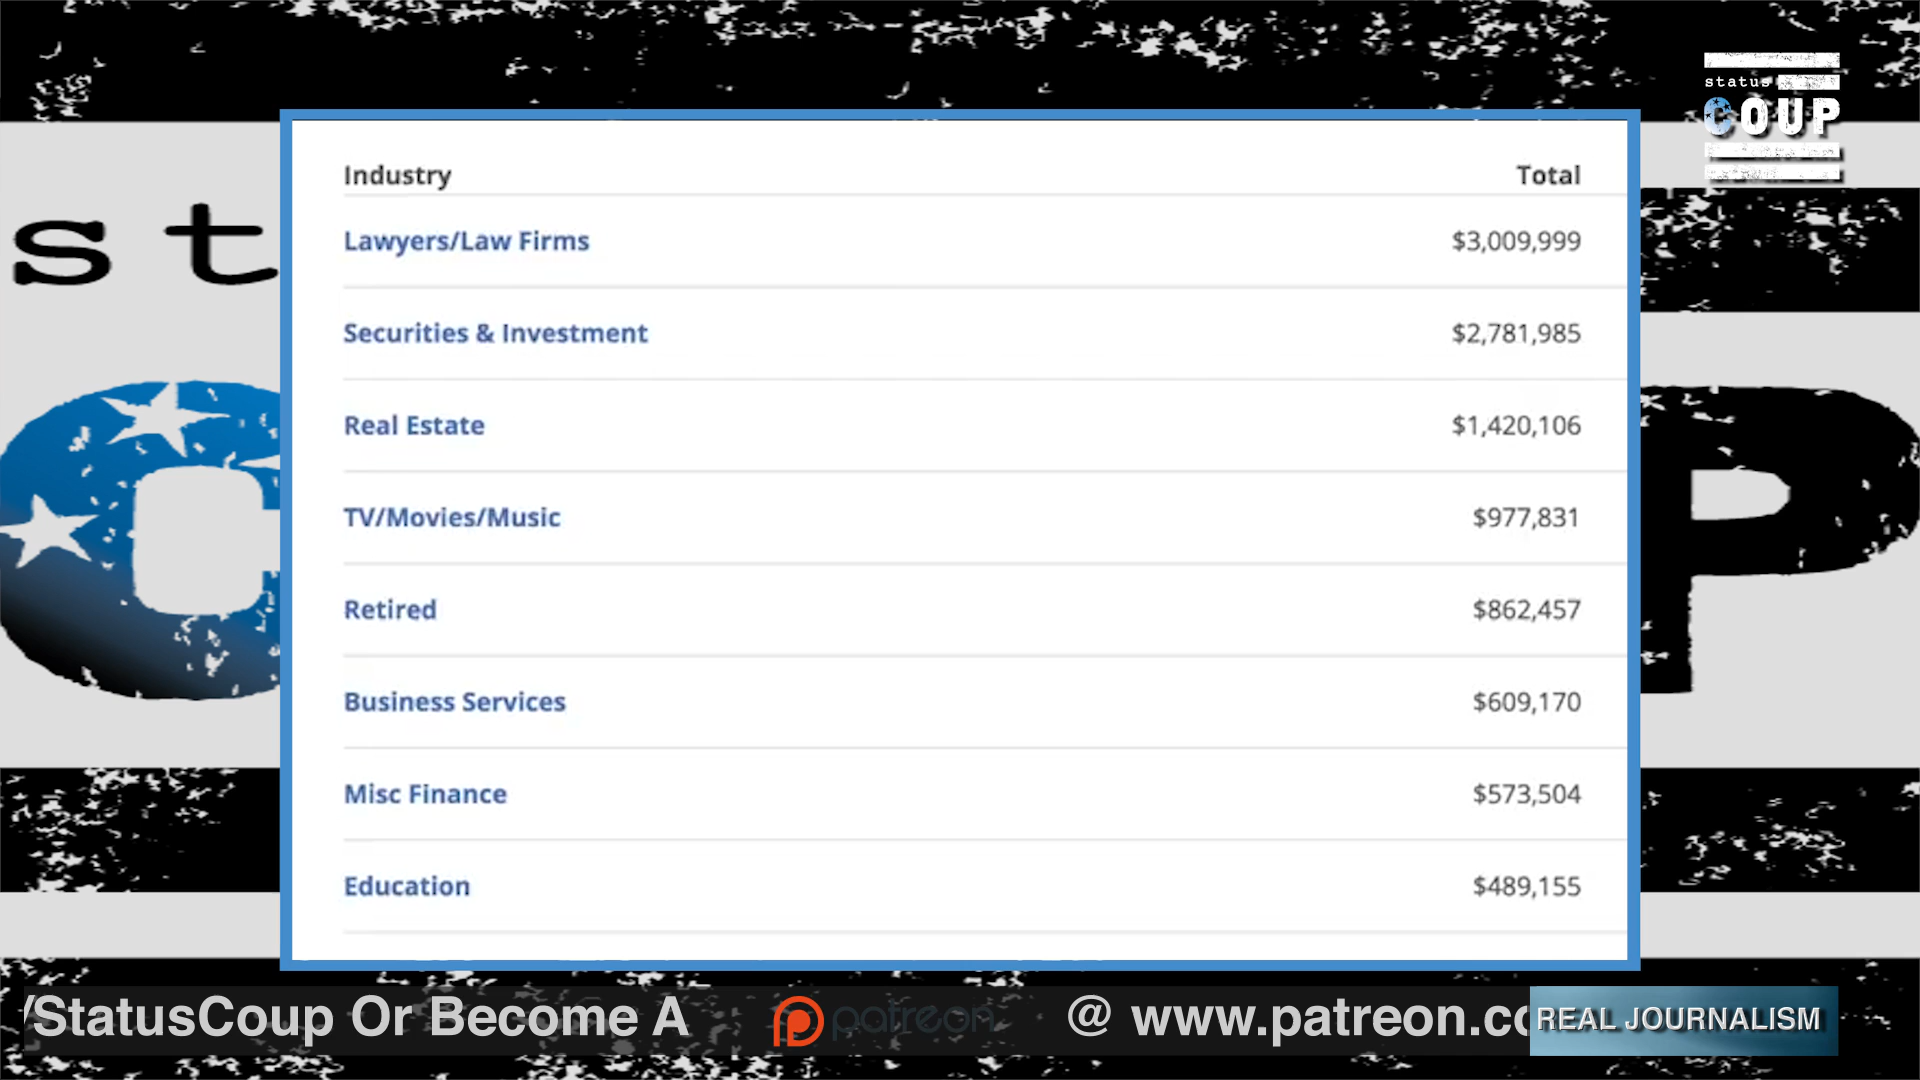 status
COUP
st
C
P
Industry Total
Lawyers/Law Firms $3,009,999
Securities & Investment $2,781,985
Real Estate $1,420,106
TV/Movies/Music $977,831
Retired $862,457
Business Services $609,170
Misc Finance $573,504
Education $489,155
/StatusCoup Or Become A patreon @ www.patreon.co
REAL JOURNALISM